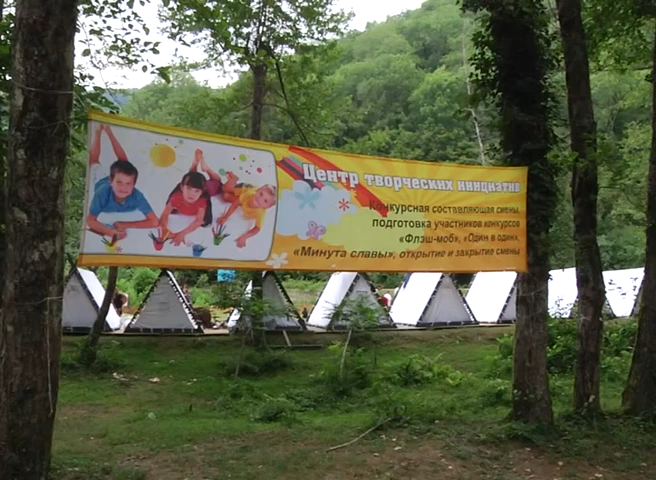 Центр творческих инициатив
Конкурсная составляющая смены,
подготовка участников конкурсов
«Флэш-моб», «Один в один»,
«Минута славы», открытие и закрытие смены